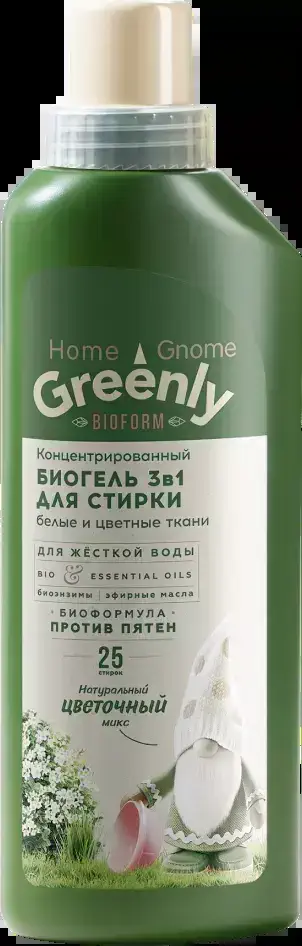 Home Gnome
Greenly
BIOFORM
Концентрированный
БИОГЕЛЬ 3в1
ДЛЯ СТИРКИ
белые и цветные ткани
ДЛЯ ЖЁСТКОЙ ВОДЫ
BIO & ESSENTIAL OILS
биоэнзимы эфирные масла
· БИОФОРМУЛА ·
ПРОТИВ ПЯТЕН
25
стирок
Натуральный
цветочный
микс